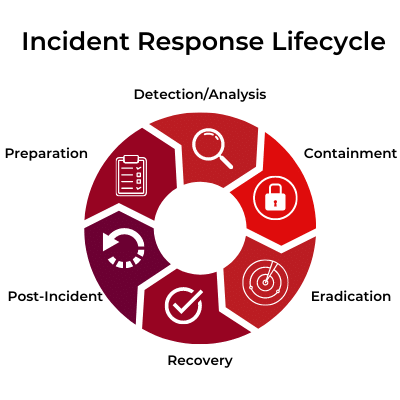 Incident Response Lifecycle
Detection/Analysis
Preparation
Containment
Post-Incident
Eradication
Recovery